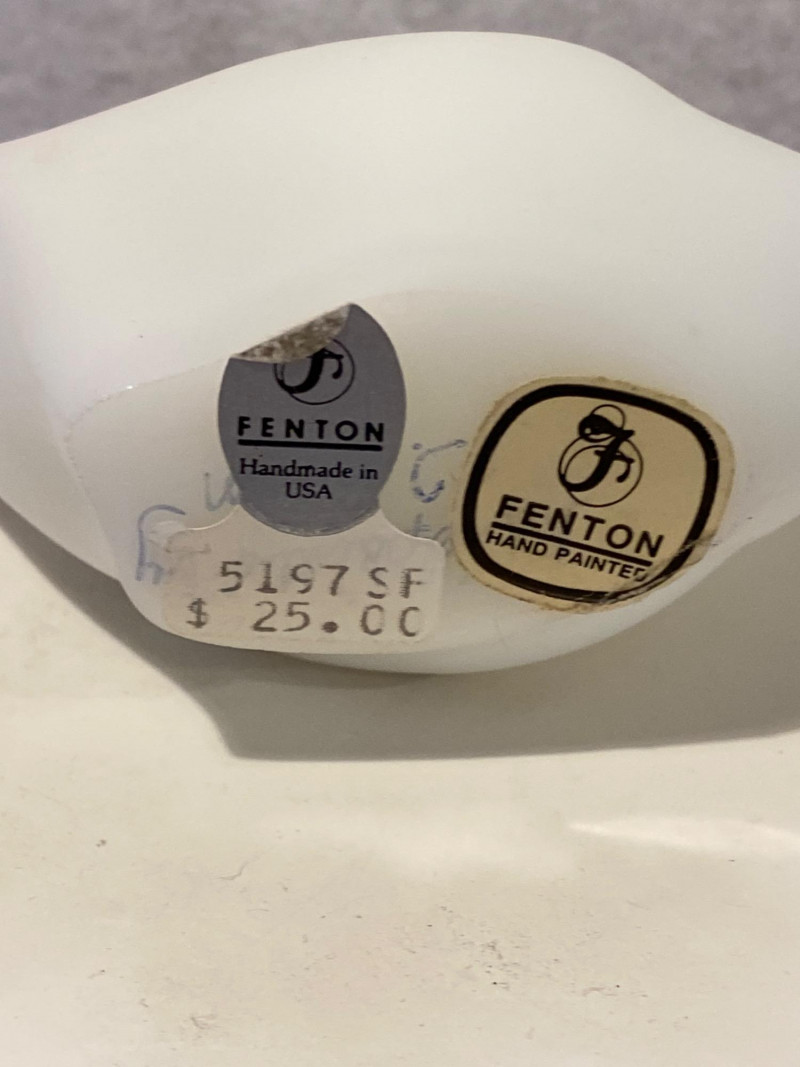 FENTON
Handmade in
USA
5197 SF
$ 25.00
FENTON
HAND PAINTED